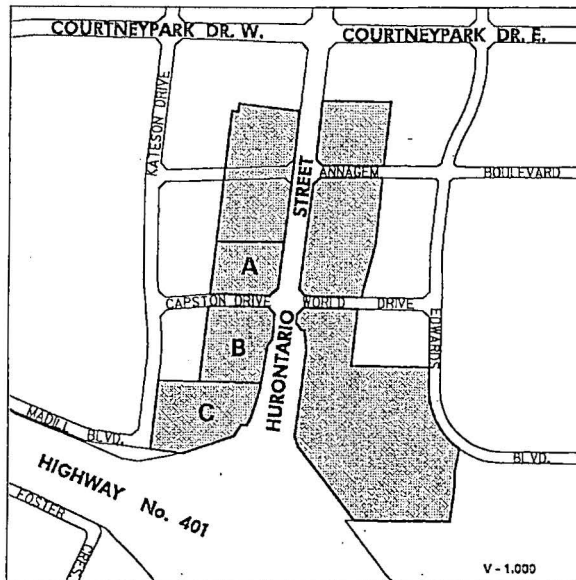 COURTNEYPARK DR. W.
COURTNEYPARK DR. E.
KATESON DRIVE
STREET
ANNAGEM
BOULEVARD
A
CAPSTON DRIVE
WORLD DRIVE
B
HURONTARIO
EDWARDS
C
MADILL
BLVD.
BLVD.
HIGHWAY No. 401
FOSTER
CRES.
V - 1.000